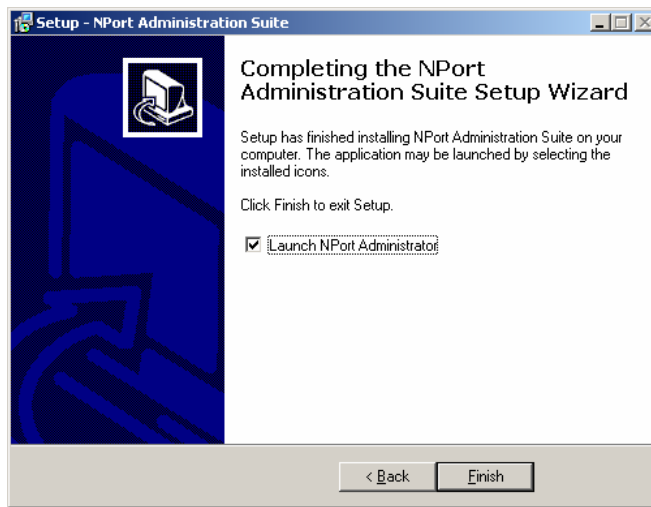 Setup - NPort Administration Suite
Completing the NPort
Administration Suite Setup Wizard
Setup has finished installing NPort Administration Suite on your
computer. The application may be launched by selecting the
installed icons.
Click Finish to exit Setup.
Launch NPort Administrator
< Back
Finish